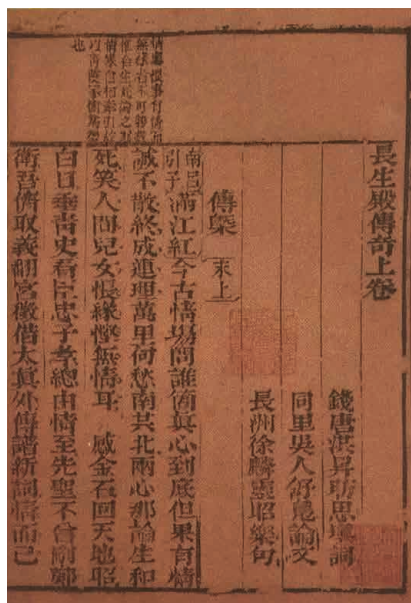 長生殿傳奇上卷
錢唐洪昇昉思填詞
同里吳人舒鳧論文
長洲徐麟靈昭樂句
傳槩 末上
南呂引子 滿江紅 今古情場問誰箇眞心到底但果有情
誠不散終成連理萬里何愁南共北兩心那論生和
死笑人間兒女悵緣慳無情耳 感金石回天地昭
白日垂靑史看臣忠子孝總由情至先聖不曾刪鄭
衛吾儕取義翻宮徵借太眞外傳譜新詞情而已
也